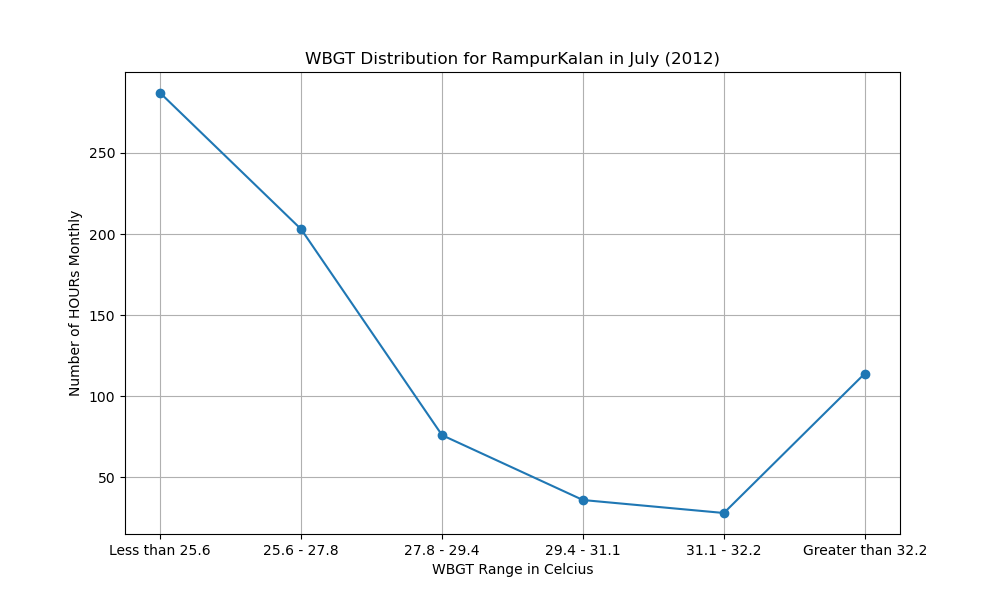 WBGT Distribution for RampurKalan in July (2012)
Number of HOURs Monthly
250
200
150
100
50
Less than 25.6 25.6 - 27.8 27.8 - 29.4 29.4 - 31.1 31.1 - 32.2 Greater than 32.2
WBGT Range in Celcius